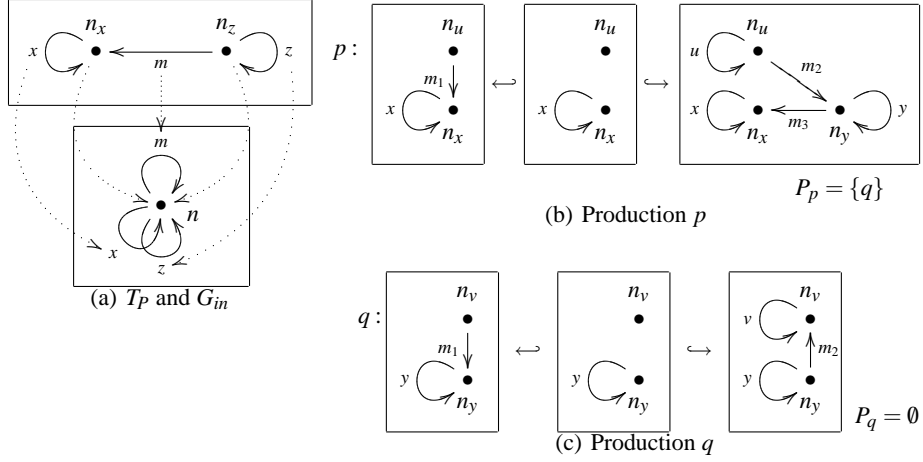 n_x n_z
x m z
m
n
x
z
(a) T_P and G_in
p : n_u n_u n_u
m_1 ↩ ↪ u m_2
x x x m_3 y
n_x n_x n_x n_y
P_p = {q}
(b) Production p
q : n_v n_v n_v
m_1 ↩ ↪ v m_2
y y y
n_y n_y n_y
P_q = ∅
(c) Production q